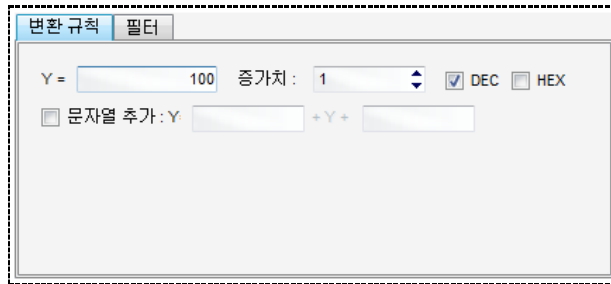 변환 규칙 필터
Y = 100 증가치 : 1 DEC HEX
문자열 추가 : Y + Y +